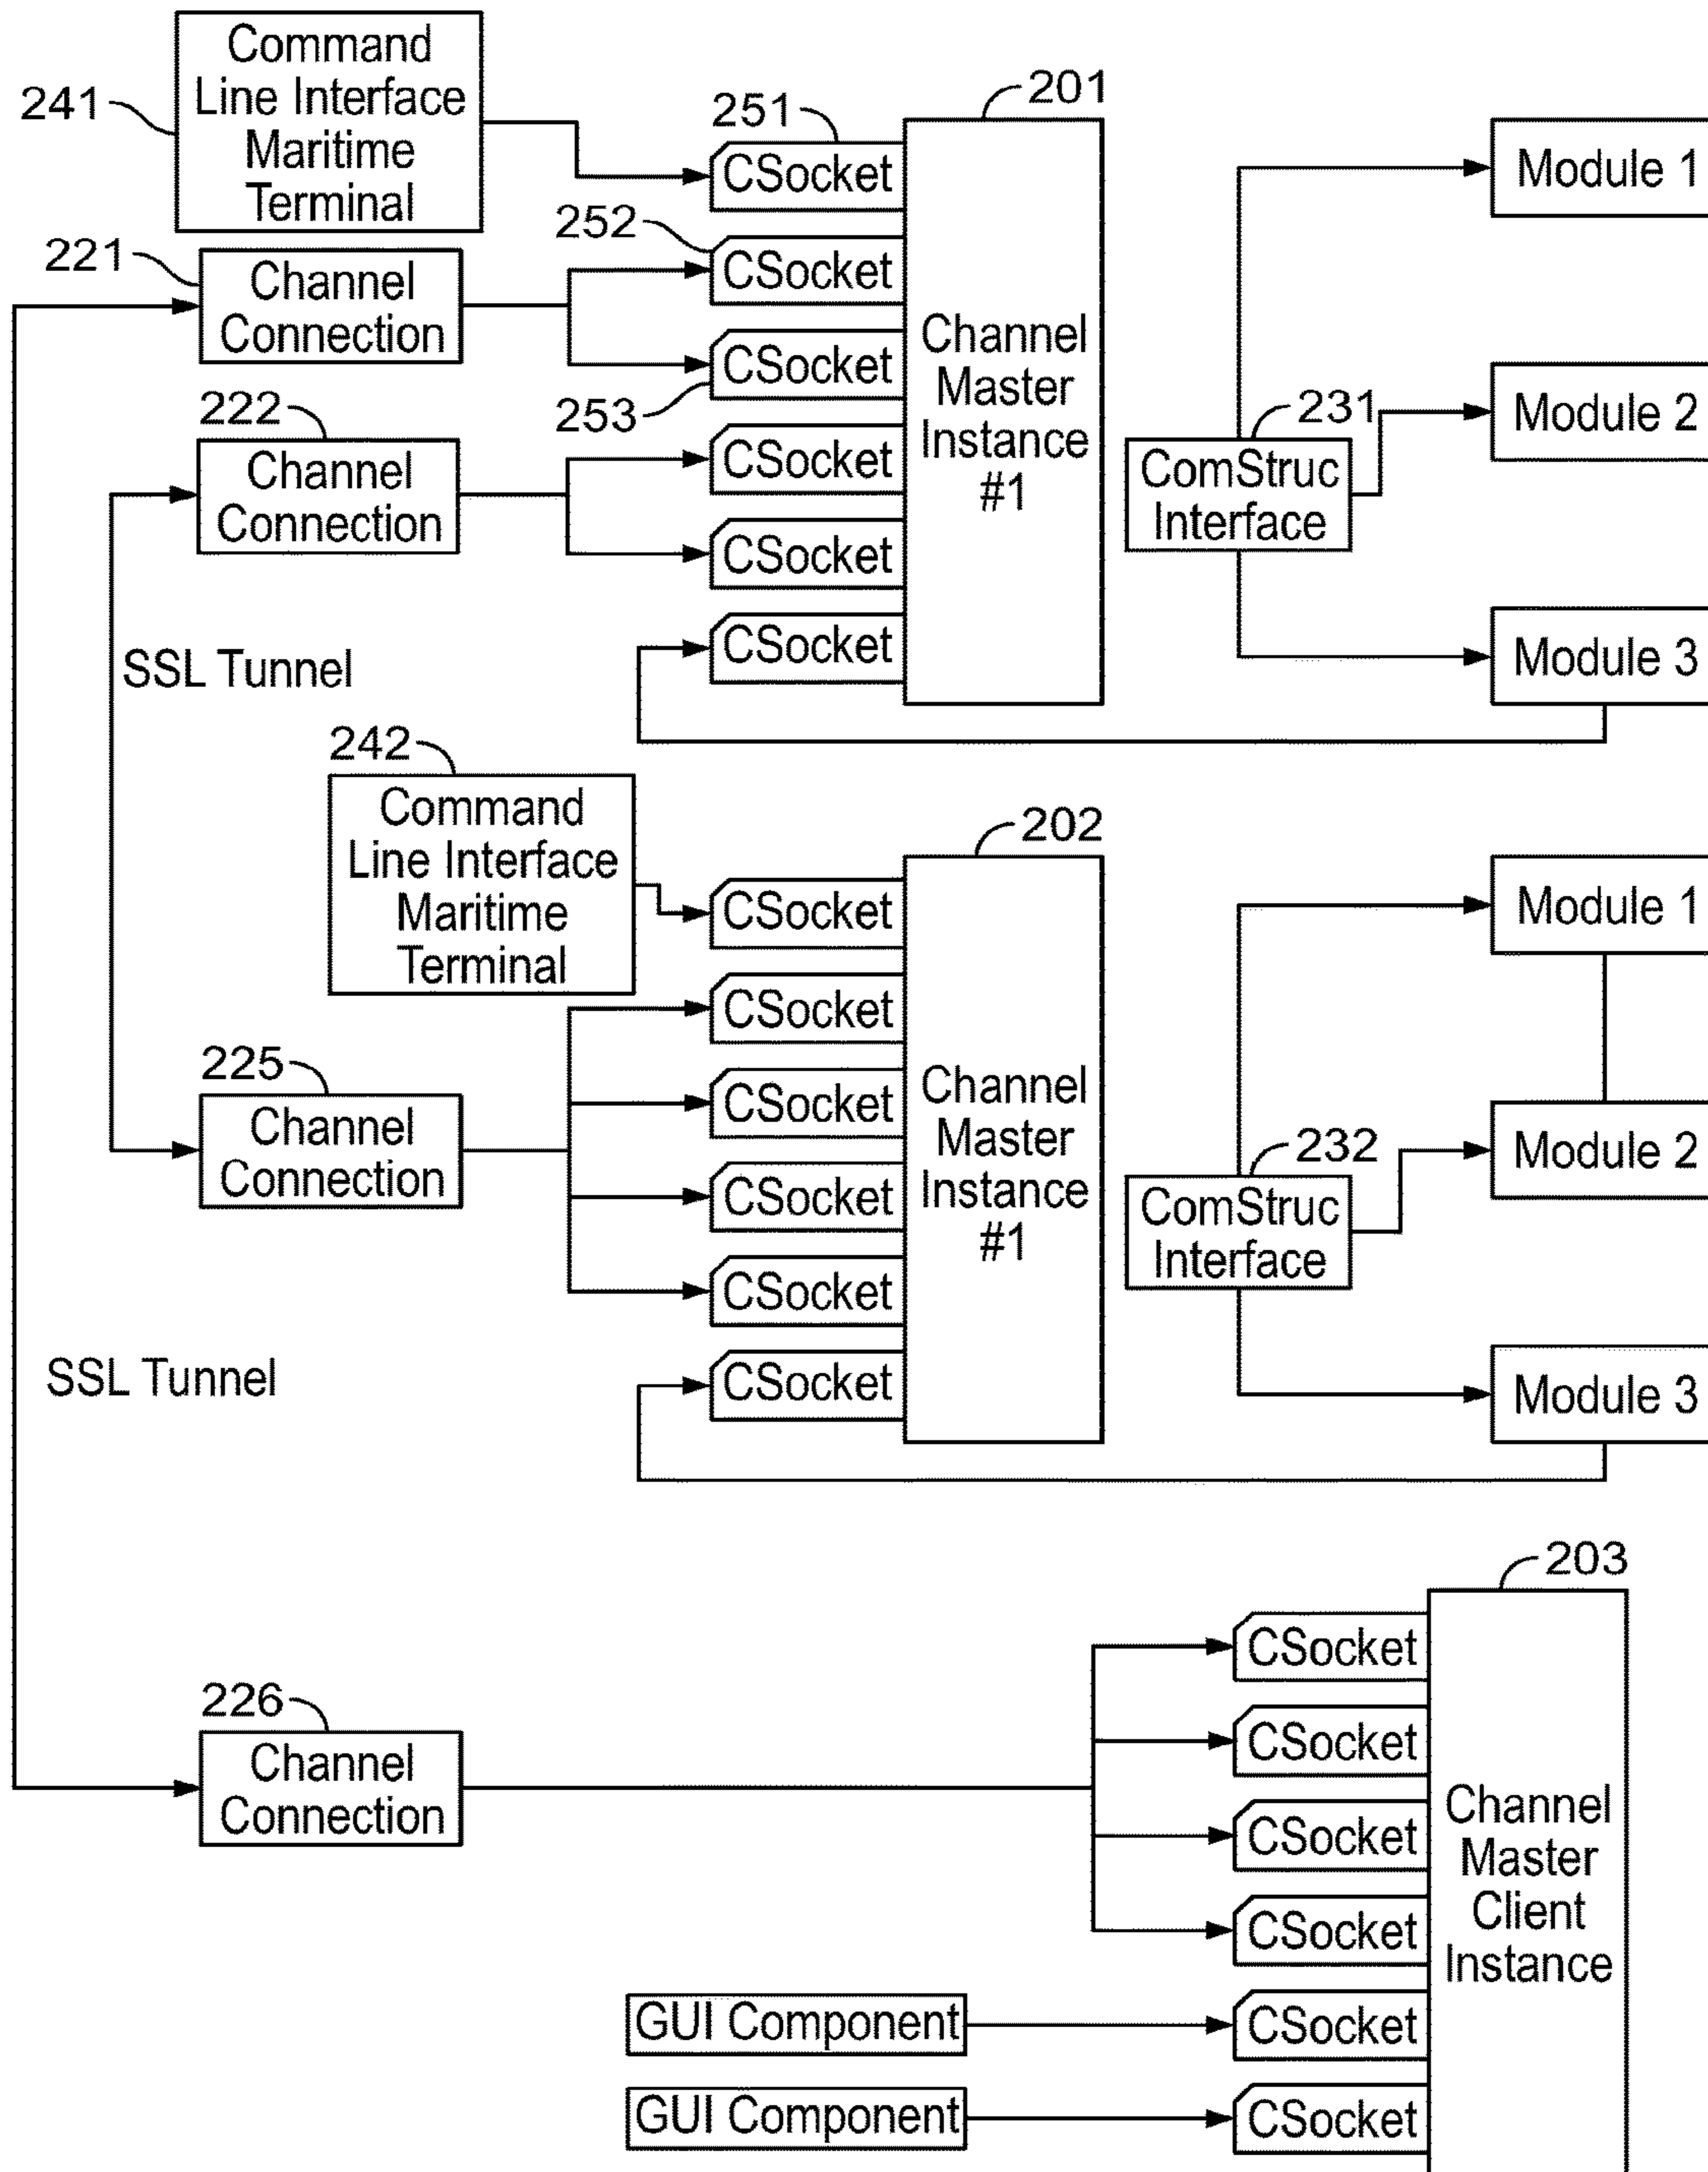 Command
Line Interface
Maritime
Terminal
241
251
201
CSocket
Module 1
252
221
Channel
Connection
CSocket
CSocket
253
Channel
Master
Instance
#1
222
Channel
Connection
CSocket
CSocket
CSocket
231
ComStruc
Interface
Module 2
Module 3
SSL Tunnel
242
Command
Line Interface
Maritime
Terminal
202
CSocket
CSocket
CSocket
CSocket
CSocket
CSocket
Channel
Master
Instance
#1
Module 1
225
Channel
Connection
232
ComStruc
Interface
Module 2
Module 3
SSL Tunnel
203
226
Channel
Connection
CSocket
CSocket
CSocket
CSocket
CSocket
CSocket
Channel
Master
Client
Instance
GUI Component
GUI Component